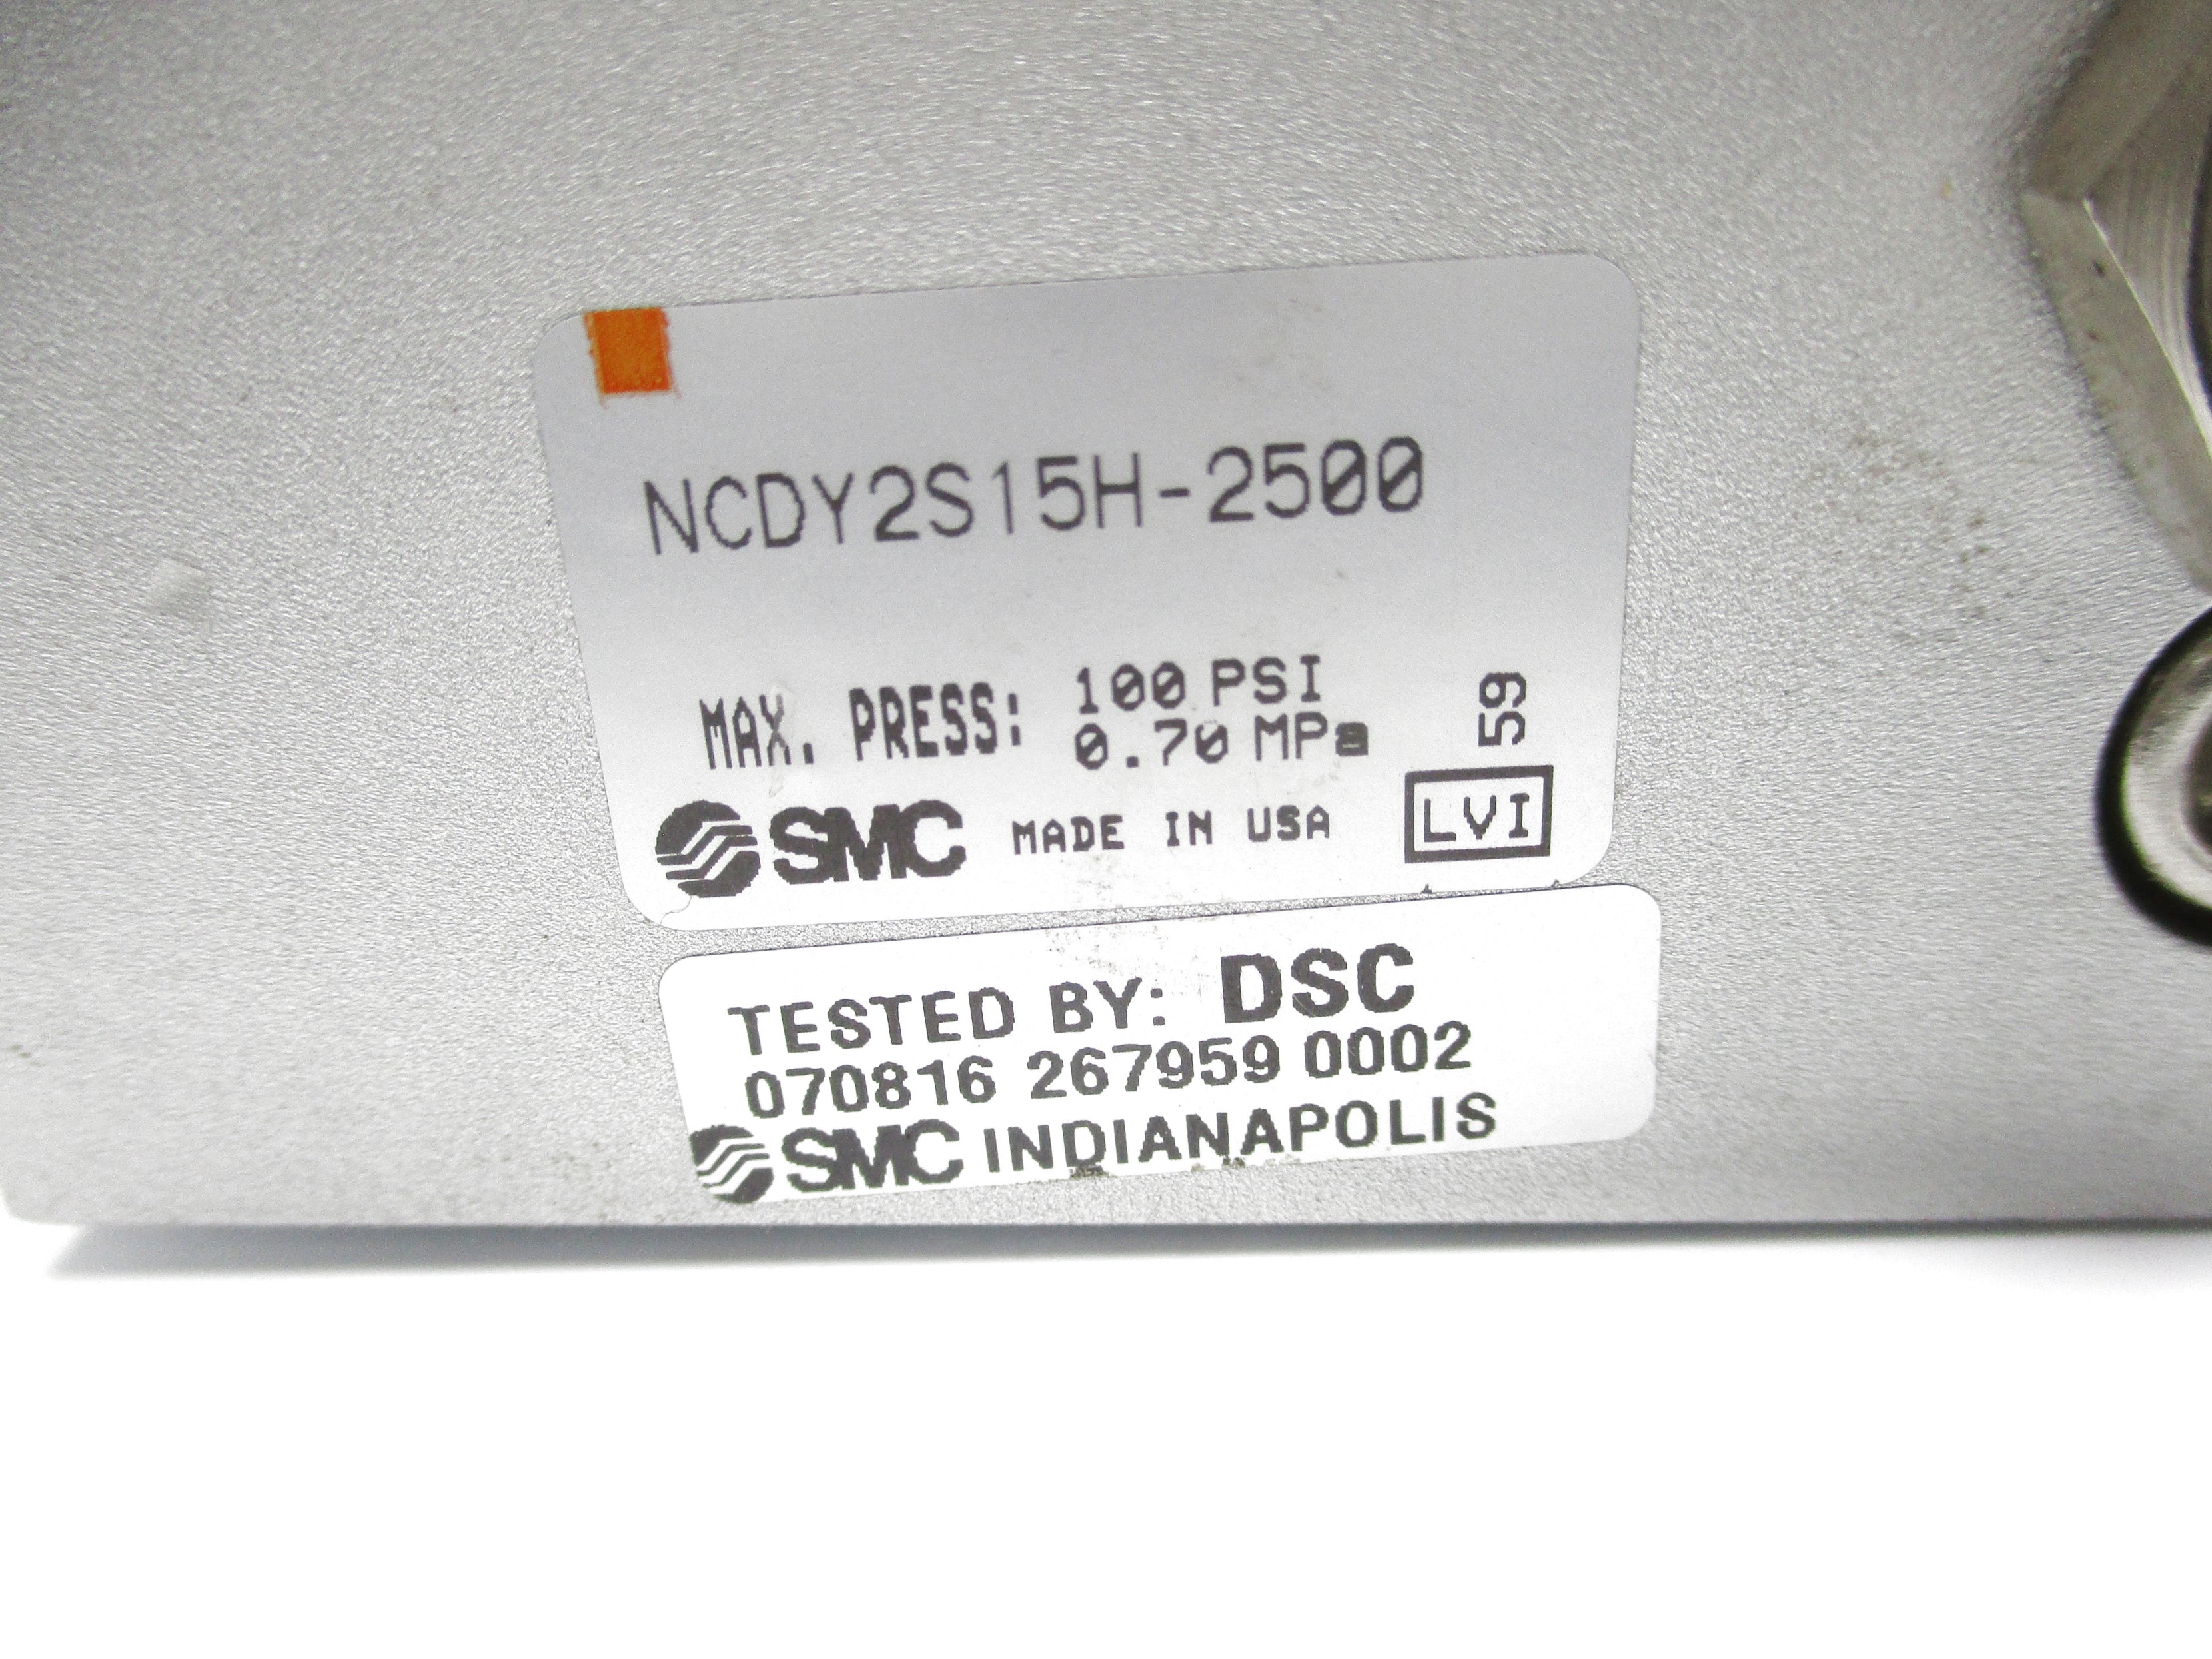 NCDY2S15H-2500
MAX. PRESS: 100 PSI
0.70 MPa
59
SMC MADE IN USA LVI
TESTED BY: DSC
070816 267959 0002
SMC INDIANAPOLIS